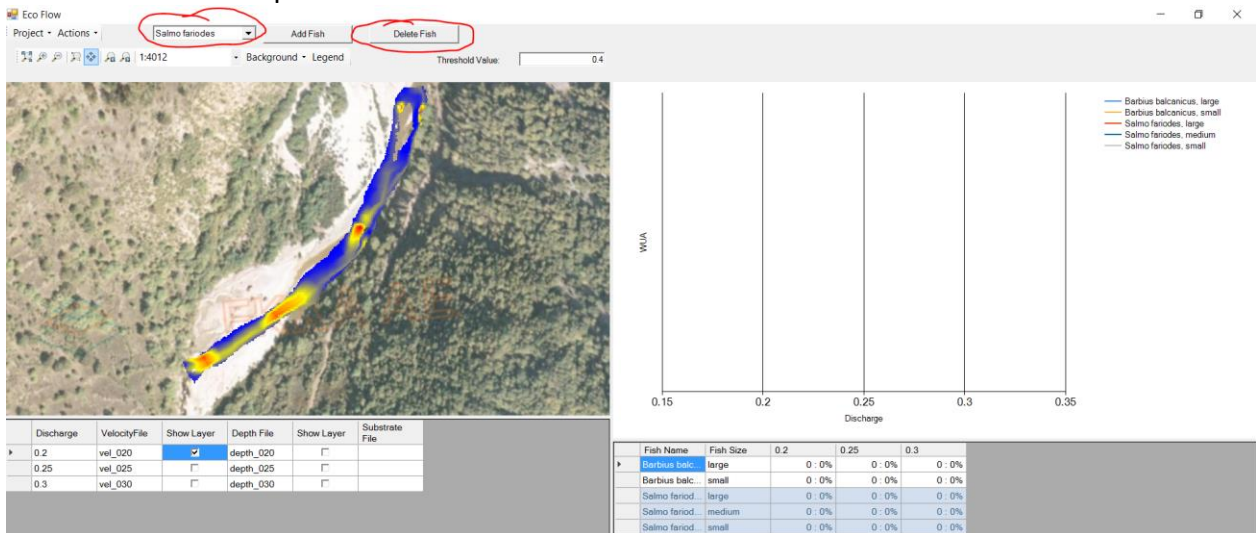 Eco Flow
Project Actions Salmo fariodes Add Fish Delete Fish
1:4012 Background Legend Threshold Value: 0.4
Barbius balcanicus, large
Barbius balcanicus, small
Salmo fariodes, large
Salmo fariodes, medium
Salmo fariodes, small
WUA
0.15 0.2 0.25 0.3 0.35
Discharge
Discharge VelocityFile Show Layer Depth File Show Layer Substrate File
0.2 vel_020 depth_020
0.25 vel_025 depth_025
0.3 vel_030 depth_030
Fish Name Fish Size 0.2 0.25 0.3
Barbius balc... large 0 : 0% 0 : 0% 0 : 0%
Barbius balc... small 0 : 0% 0 : 0% 0 : 0%
Salmo fariod... large 0 : 0% 0 : 0% 0 : 0%
Salmo fariod... medium 0 : 0% 0 : 0% 0 : 0%
Salmo fariod... small 0 : 0% 0 : 0% 0 : 0%